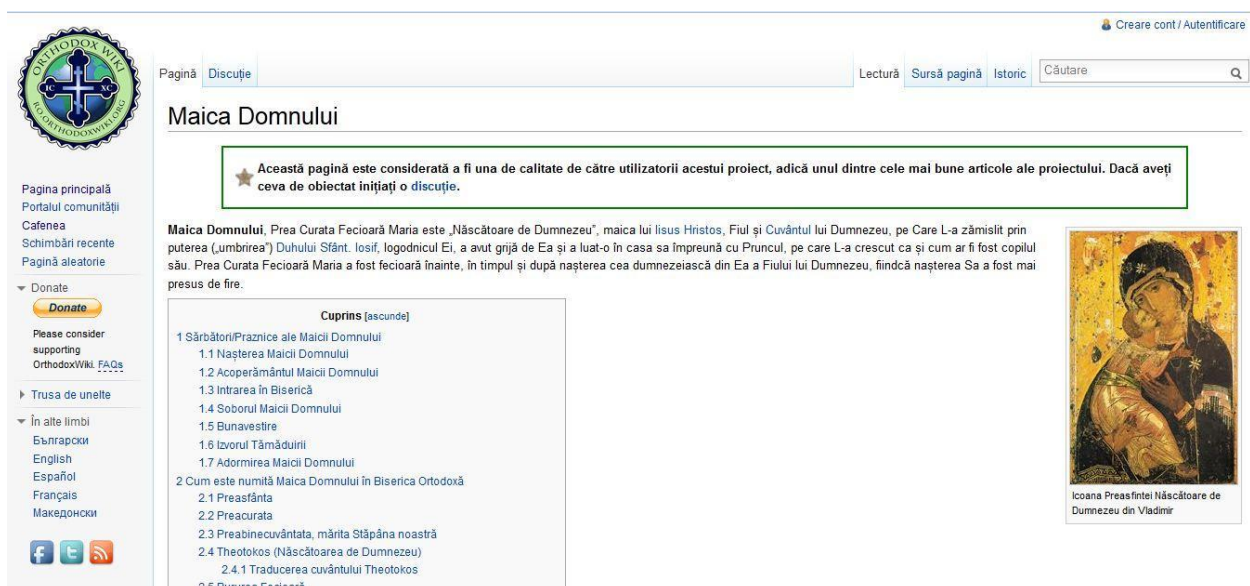 Creare cont / Autentificare
ORTHODOX WIKI
IC XC
RO.ORTHODOXWIKI.ORG
Pagină Discuție
Lectură Sursă pagină Istoric Căutare
Maica Domnului
Această pagină este considerată a fi una de calitate de către utilizatorii acestui proiect, adică unul dintre cele mai bune articole ale proiectului. Dacă aveți
ceva de obiectat inițiați o discuție.
Pagina principală
Portalul comunității
Cafenea
Schimbări recente
Pagină aleatorie
Donate
Donate
Please consider
supporting
OrthodoxWiki. FAQs
Trusa de unelte
În alte limbi
Български
English
Español
Français
Македонски
Maica Domnului, Prea Curata Fecioară Maria este „Născătoare de Dumnezeu”, maica lui Iisus Hristos, Fiul și Cuvântul lui Dumnezeu, pe Care L-a zămislit prin
puterea („umbrirea”) Duhului Sfânt. Iosif, logodnicul Ei, a avut grijă de Ea și a luat-o în casa sa împreună cu Pruncul, pe care L-a crescut ca și cum ar fi fost copilul
său. Prea Curata Fecioară Maria a fost fecioară înainte, în timpul și după nașterea cea dumnezeiască din Ea a Fiului lui Dumnezeu, fiindcă nașterea Sa a fost mai
presus de fire.
Cuprins [ascunde]
1 Sărbători/Praznice ale Maicii Domnului
1.1 Nașterea Maicii Domnului
1.2 Acoperământul Maicii Domnului
1.3 Intrarea în Biserică
1.4 Soborul Maicii Domnului
1.5 Bunavestire
1.6 Izvorul Tămăduirii
1.7 Adormirea Maicii Domnului
2 Cum este numită Maica Domnului în Biserica Ortodoxă
2.1 Preasfânta
2.2 Preacurata
2.3 Preabinecuvântata, mărita Stăpâna noastră
2.4 Theotokos (Născătoarea de Dumnezeu)
2.4.1 Traducerea cuvântului Theotokos
Icoana Preasfintei Născătoare de
Dumnezeu din Vladimir